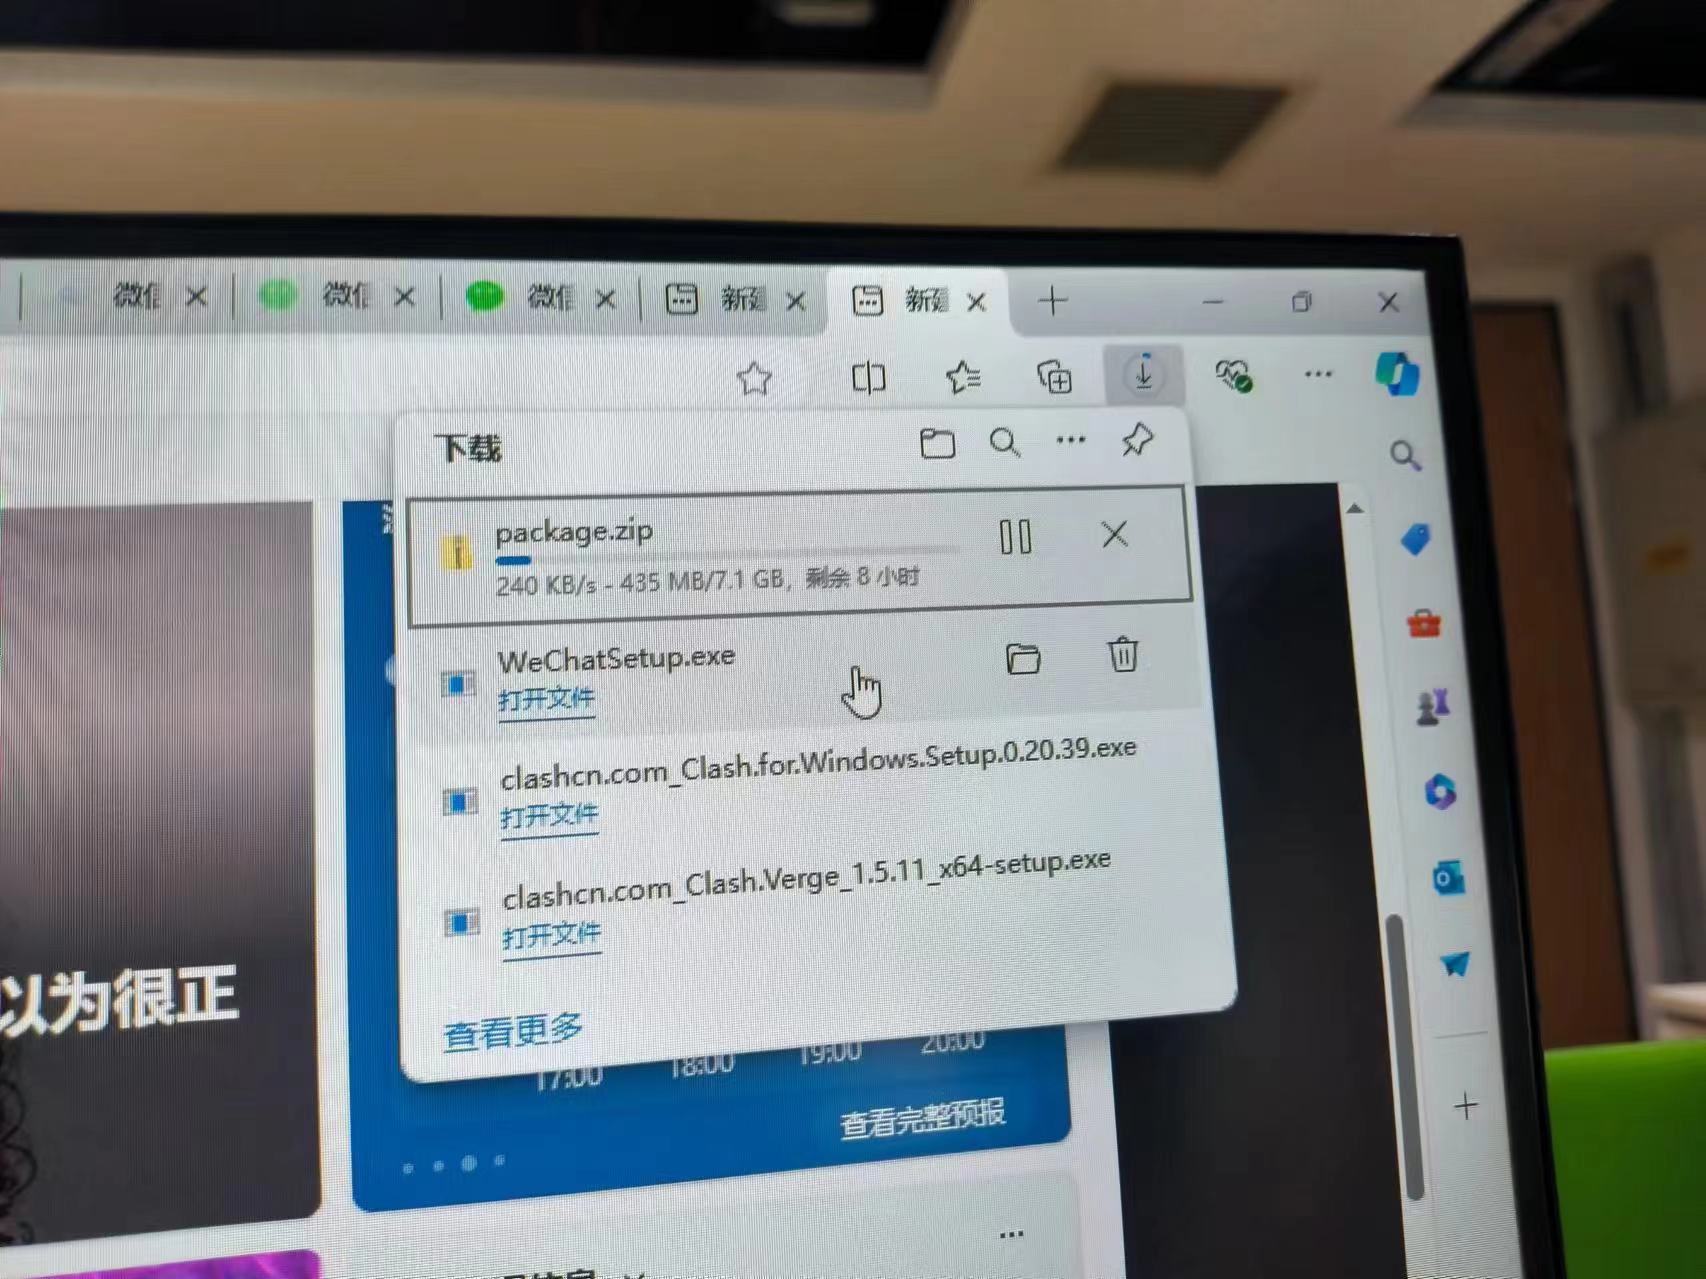 微信
微信
微信
新建
新建
下载
package.zip
240 KB/s - 435 MB/7.1 GB，剩余 8 小时
WeChatSetup.exe
打开文件
clashcn.com_Clash.for.Windows.Setup.0.20.39.exe
打开文件
clashcn.com_Clash.Verge_1.5.11_x64-setup.exe
打开文件
查看更多
以为很正
17:00 18:00 19:00 20:00
查看完整预报